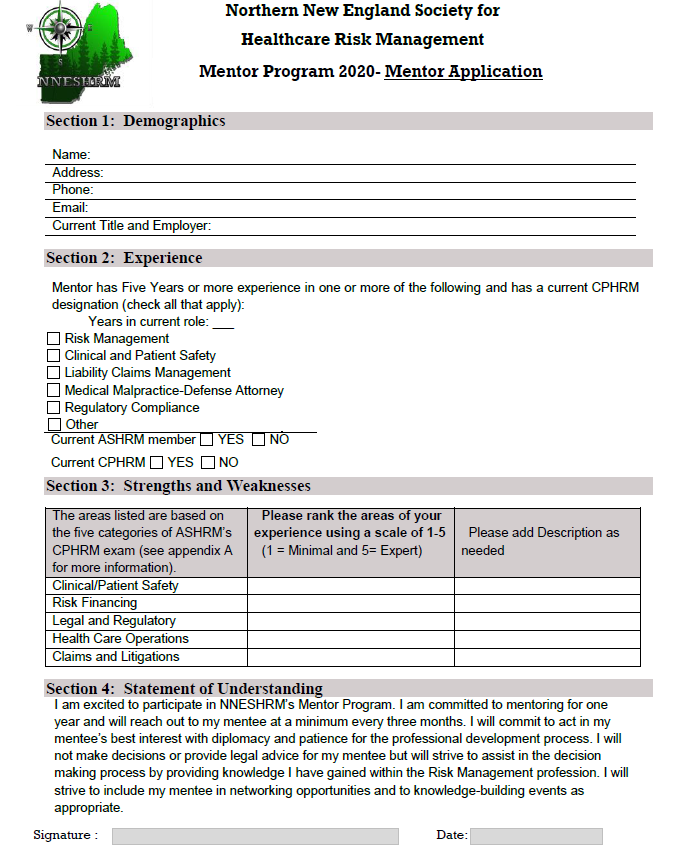 Northern New England Society for
Healthcare Risk Management
Mentor Program 2020- Mentor Application
W
S
NNESHRM
Section 1: Demographics
Name:
Address:
Phone:
Email:
Current Title and Employer:
Section 2: Experience
Mentor has Five Years or more experience in one or more of the following and has a current CPHRM
designation (check all that apply):
Years in current role: ___
Risk Management
Clinical and Patient Safety
Liability Claims Management
Medical Malpractice-Defense Attorney
Regulatory Compliance
Other
Current ASHRM member YES NO
Current CPHRM YES NO
Section 3: Strengths and Weaknesses
The areas listed are based on
the five categories of ASHRM's
CPHRM exam (see appendix A
for more information).
Please rank the areas of your
experience using a scale of 1-5
(1 = Minimal and 5= Expert)
Please add Description as
needed
Clinical/Patient Safety
Risk Financing
Legal and Regulatory
Health Care Operations
Claims and Litigations
Section 4: Statement of Understanding
I am excited to participate in NNESHRM's Mentor Program. I am committed to mentoring for one
year and will reach out to my mentee at a minimum every three months. I will commit to act in my
mentee's best interest with diplomacy and patience for the professional development process. I will
not make decisions or provide legal advice for my mentee but will strive to assist in the decision
making process by providing knowledge I have gained within the Risk Management profession. I will
strive to include my mentee in networking opportunities and to knowledge-building events as
appropriate.
Signature :
Date: